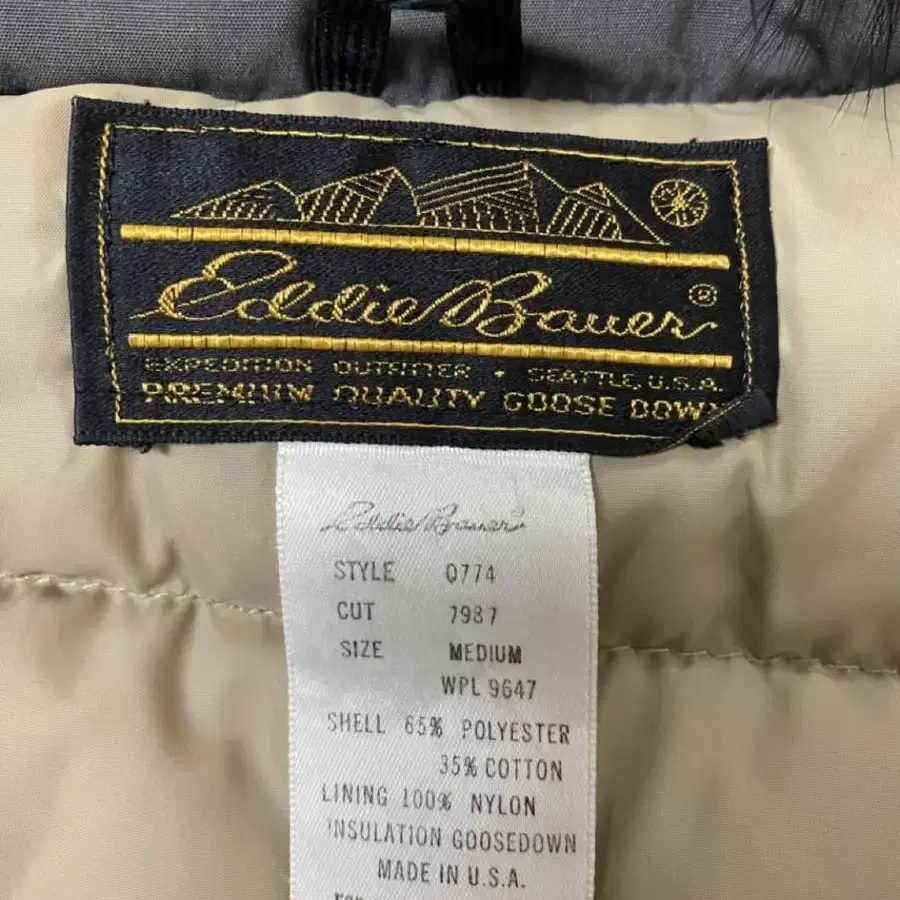 Eddie Bauer®
EXPEDITION OUTFITTER • SEATTLE, U.S.A.
PREMIUM QUALITY GOOSE DOWN
Eddie Bauer®
STYLE 0774
CUT 7987
SIZE MEDIUM
WPL 9647
SHELL 65% POLYESTER
35% COTTON
LINING 100% NYLON
INSULATION GOOSEDOWN
MADE IN U.S.A.